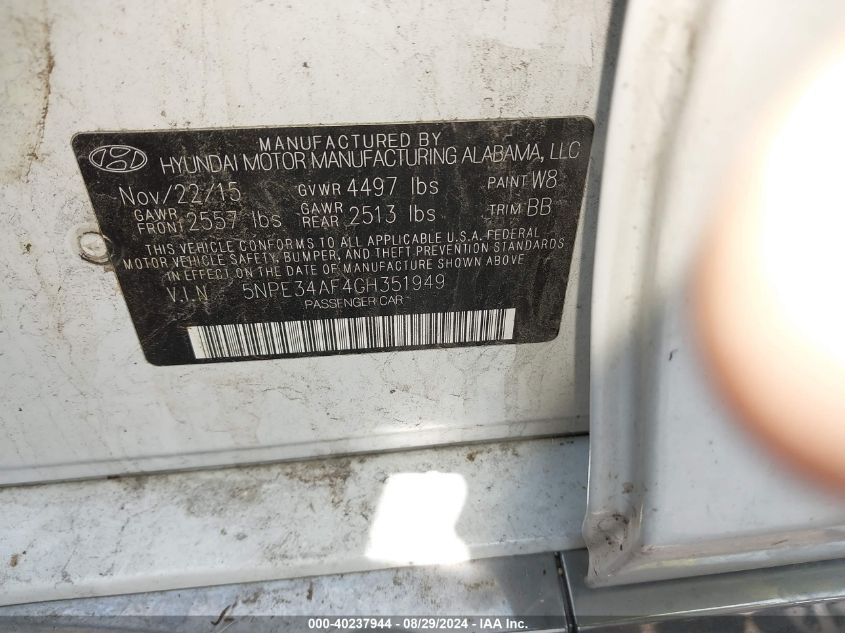 MANUFACTURED BY
HYUNDAI MOTOR MANUFACTURING ALABAMA, LLC
Nov/22/15 GVWR 4497 lbs PAINT W8
GAWR FRONT 2557 lbs GAWR REAR 2513 lbs TRIM BB
THIS VEHICLE CONFORMS TO ALL APPLICABLE U.S.A. FEDERAL
MOTOR VEHICLE SAFETY, BUMPER, AND THEFT PREVENTION STANDARDS
IN EFFECT ON THE DATE OF MANUFACTURE SHOWN ABOVE
V.I.N 5NPE34AF4GH351949
PASSENGER CAR
000-40237944 - 08/29/2024 - IAA Inc.